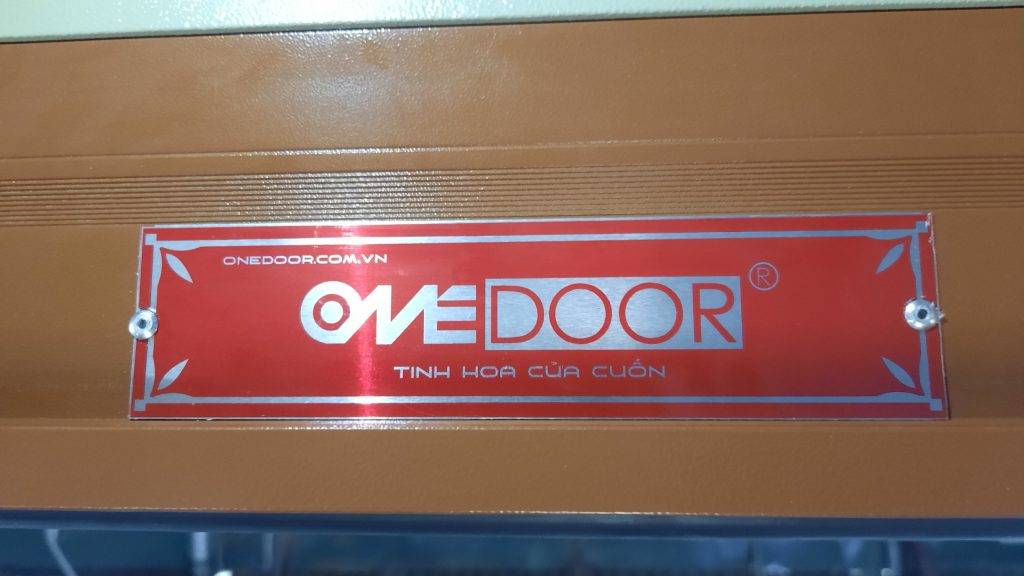 ONEDOOR.COM.VN
ONEDOOR®
TINH HOA CỬA CUỐN